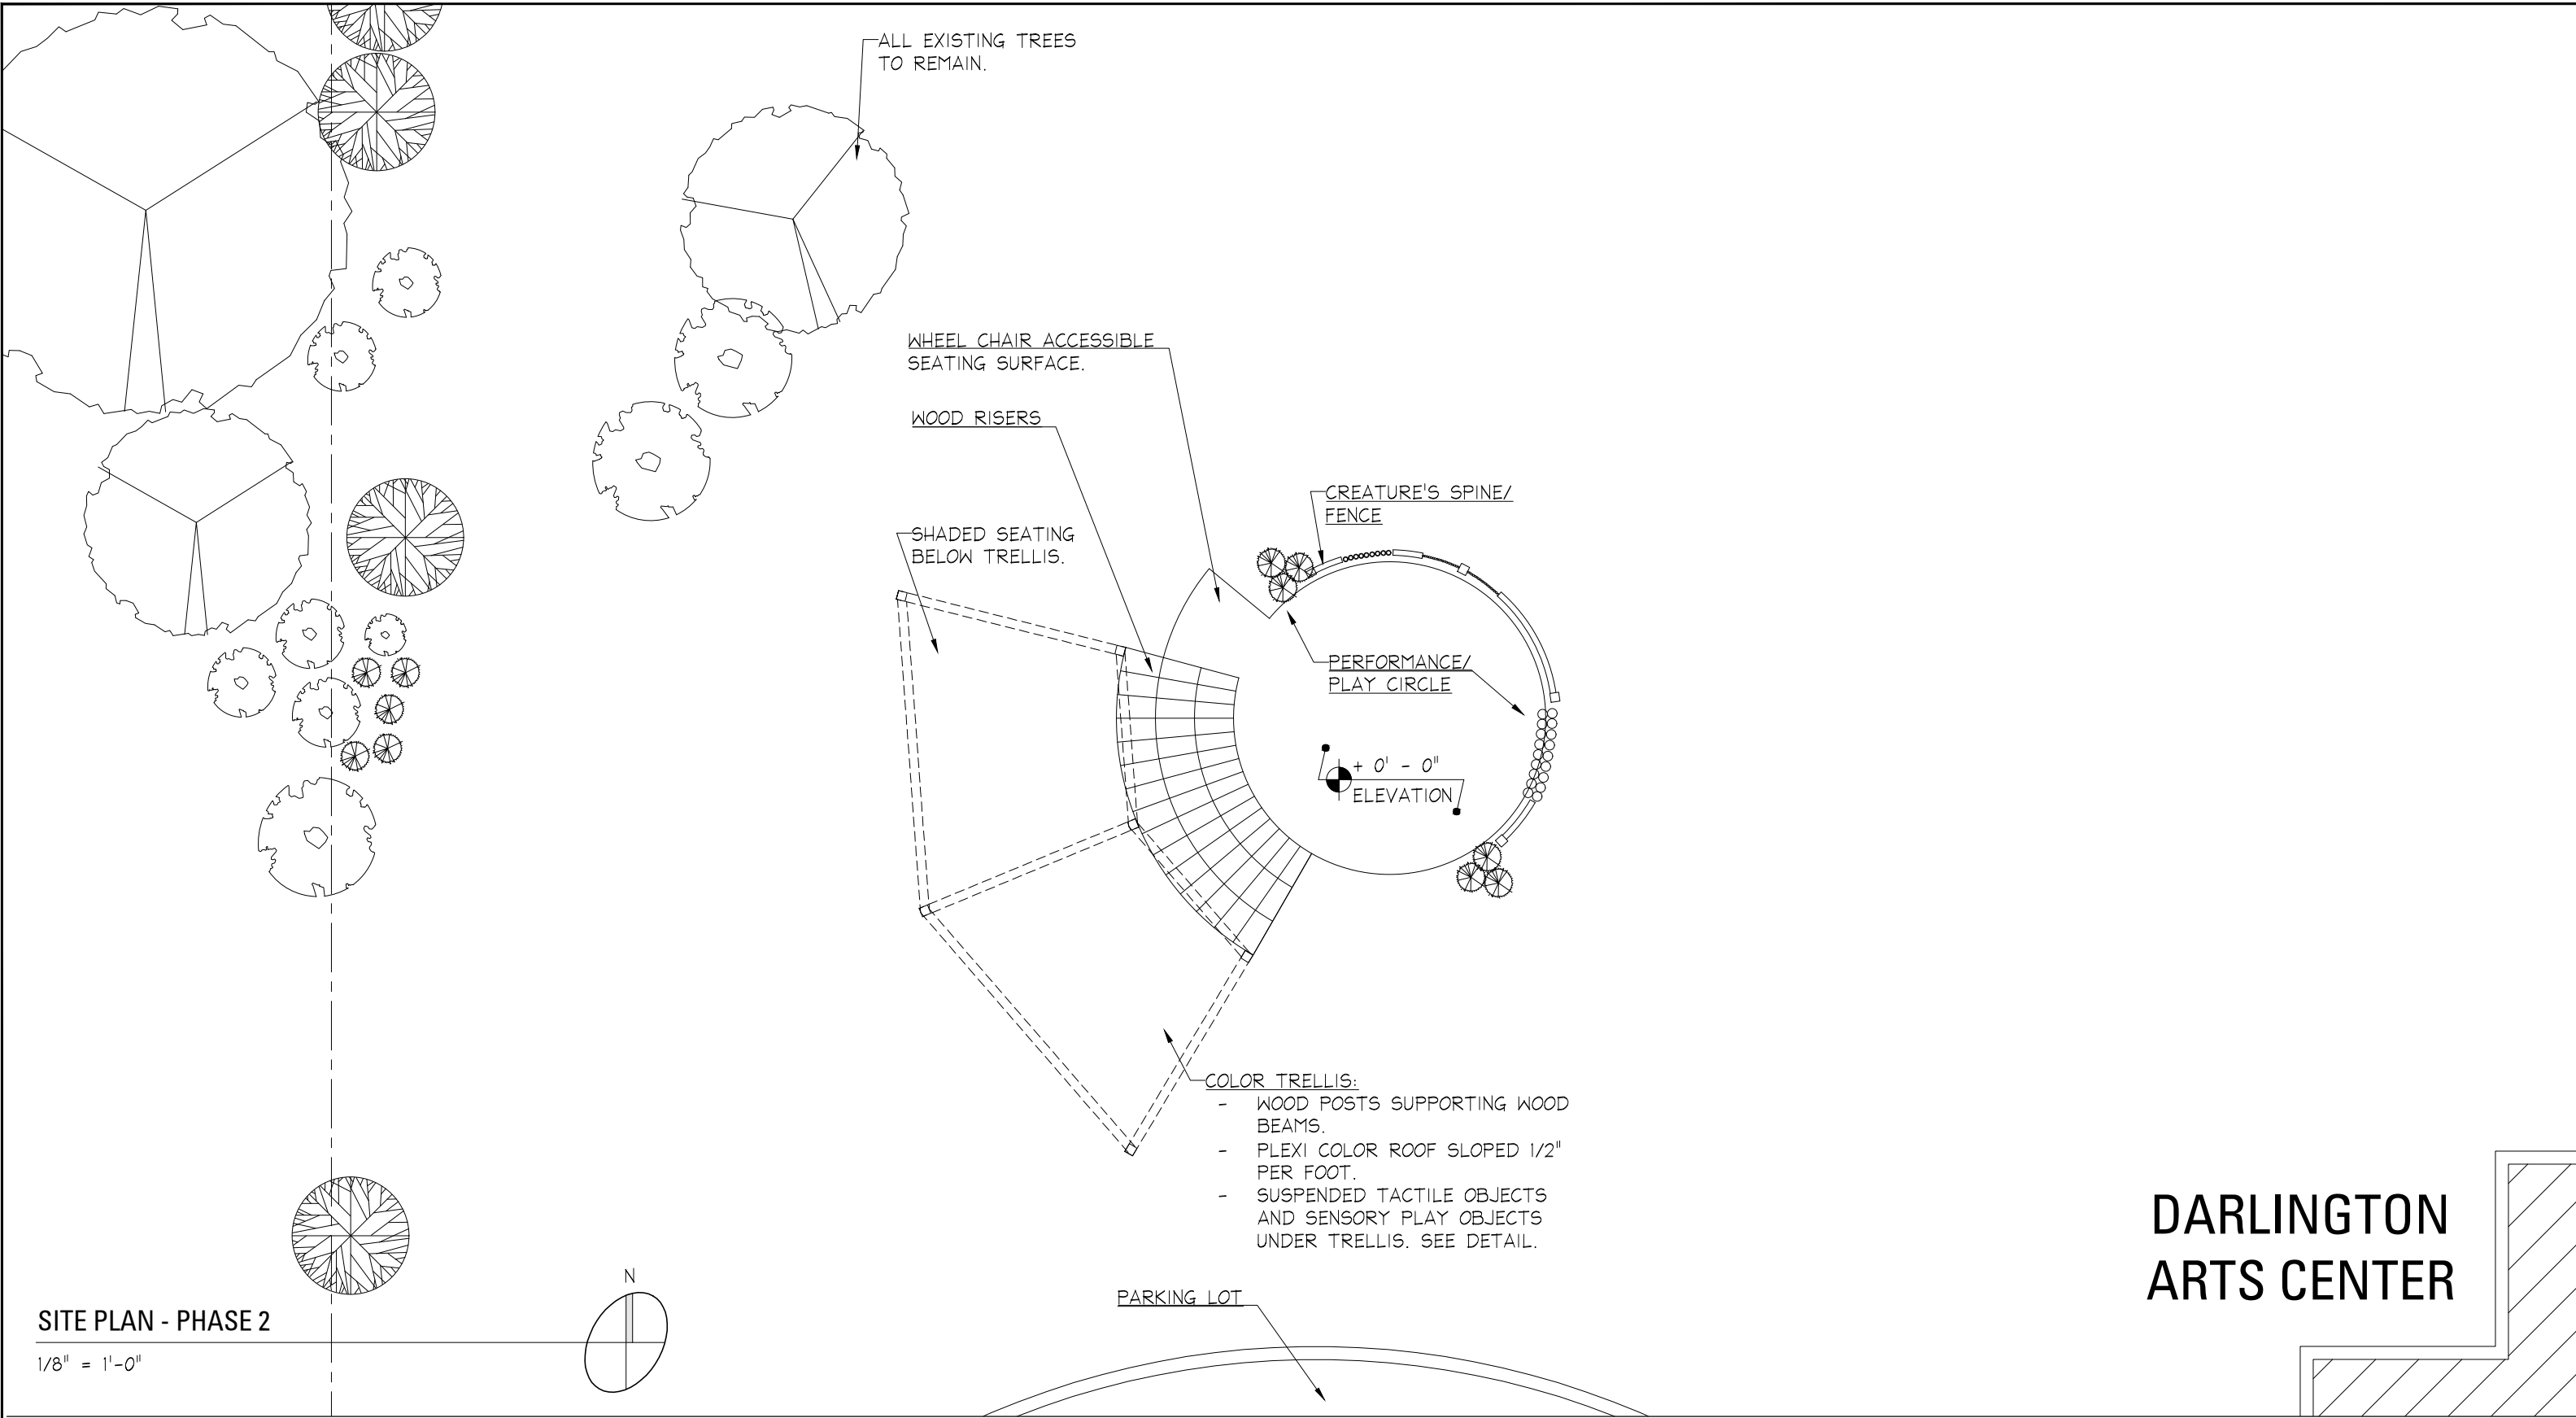 ALL EXISTING TREES
TO REMAIN.
WHEEL CHAIR ACCESSIBLE
SEATING SURFACE.
WOOD RISERS
CREATURE'S SPINE/
FENCE
SHADED SEATING
BELOW TRELLIS.
PERFORMANCE/
PLAY CIRCLE
+ 0' - 0"
ELEVATION
COLOR TRELLIS:
- WOOD POSTS SUPPORTING WOOD
BEAMS.
- PLEXI COLOR ROOF SLOPED 1/2"
PER FOOT.
- SUSPENDED TACTILE OBJECTS
AND SENSORY PLAY OBJECTS
UNDER TRELLIS. SEE DETAIL.
DARLINGTON
ARTS CENTER
PARKING LOT
N
SITE PLAN - PHASE 2
1/8" = 1'-0"